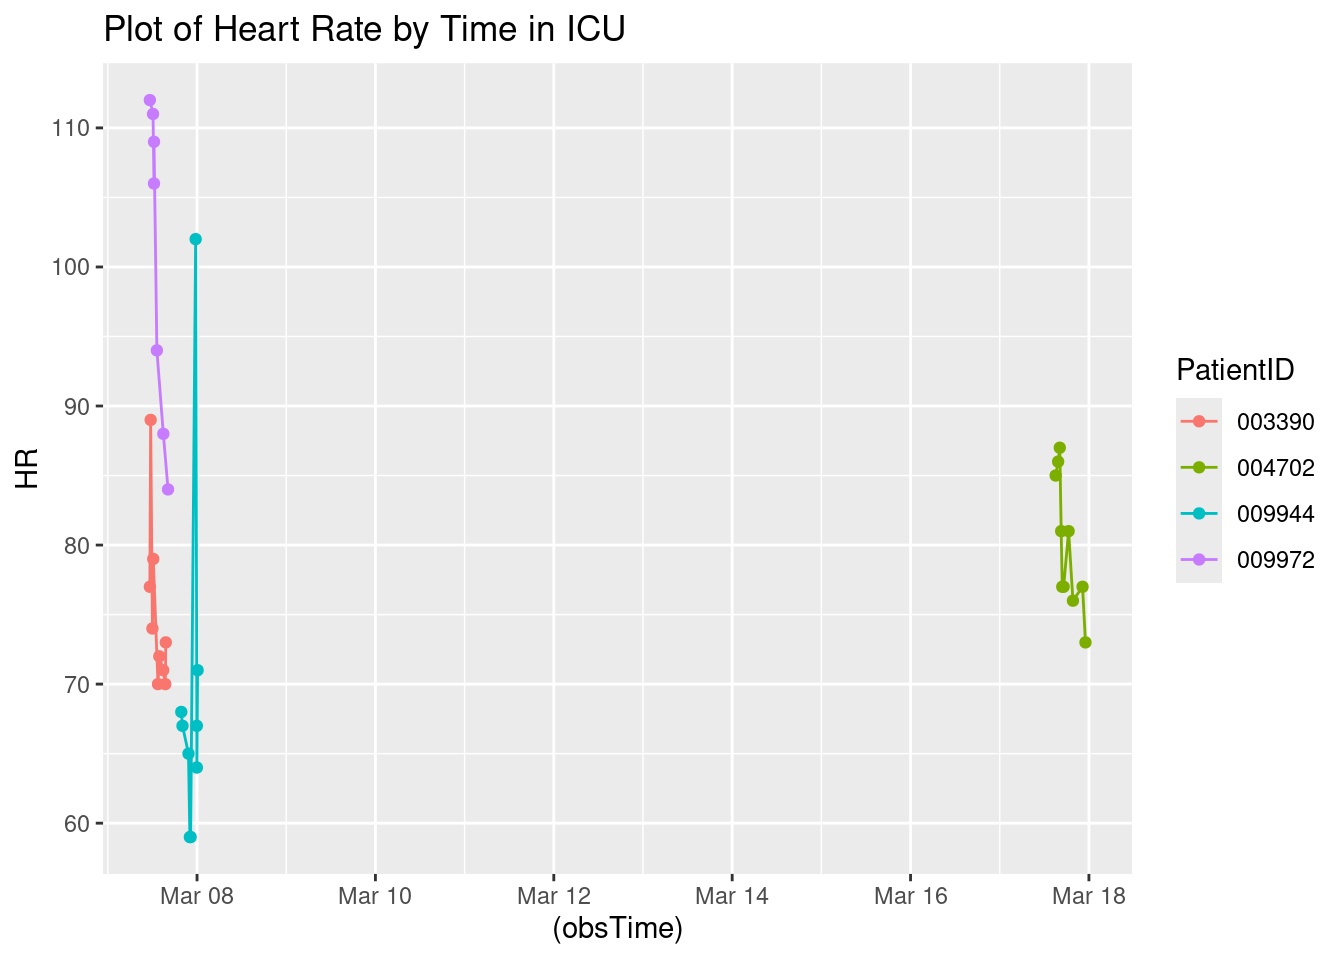 Plot of Heart Rate by Time in ICU
110
100
90
80
70
60
HR
Mar 08
Mar 10
Mar 12
Mar 14
Mar 16
Mar 18
(obsTime)
PatientID
003390
004702
009944
009972